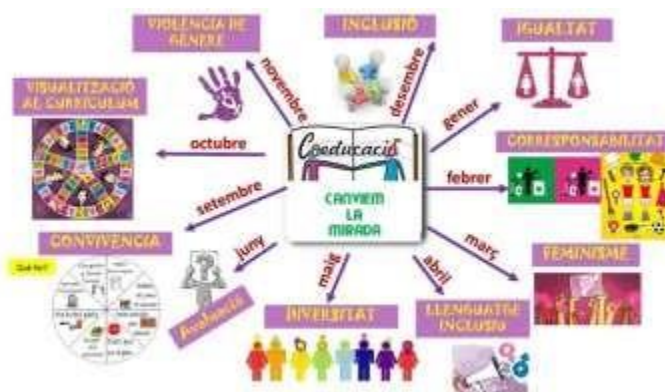 VIOLÈNCIA DE
GÈNERE
INCLUSIÓ
IGUALTAT
novembre
desembre
gener
VISUALITZACIÓ
AL CURRÍCULUM
octubre
Coeducació
CANVIEM
LA
MIRADA
CORRESPONSABILITAT
febrer
setembre
CONVIVENCIA
juny
Avaluació
maig
DIVERSITAT
abril
LLENGUATGE
INCLUSIU
març
FEMINISME